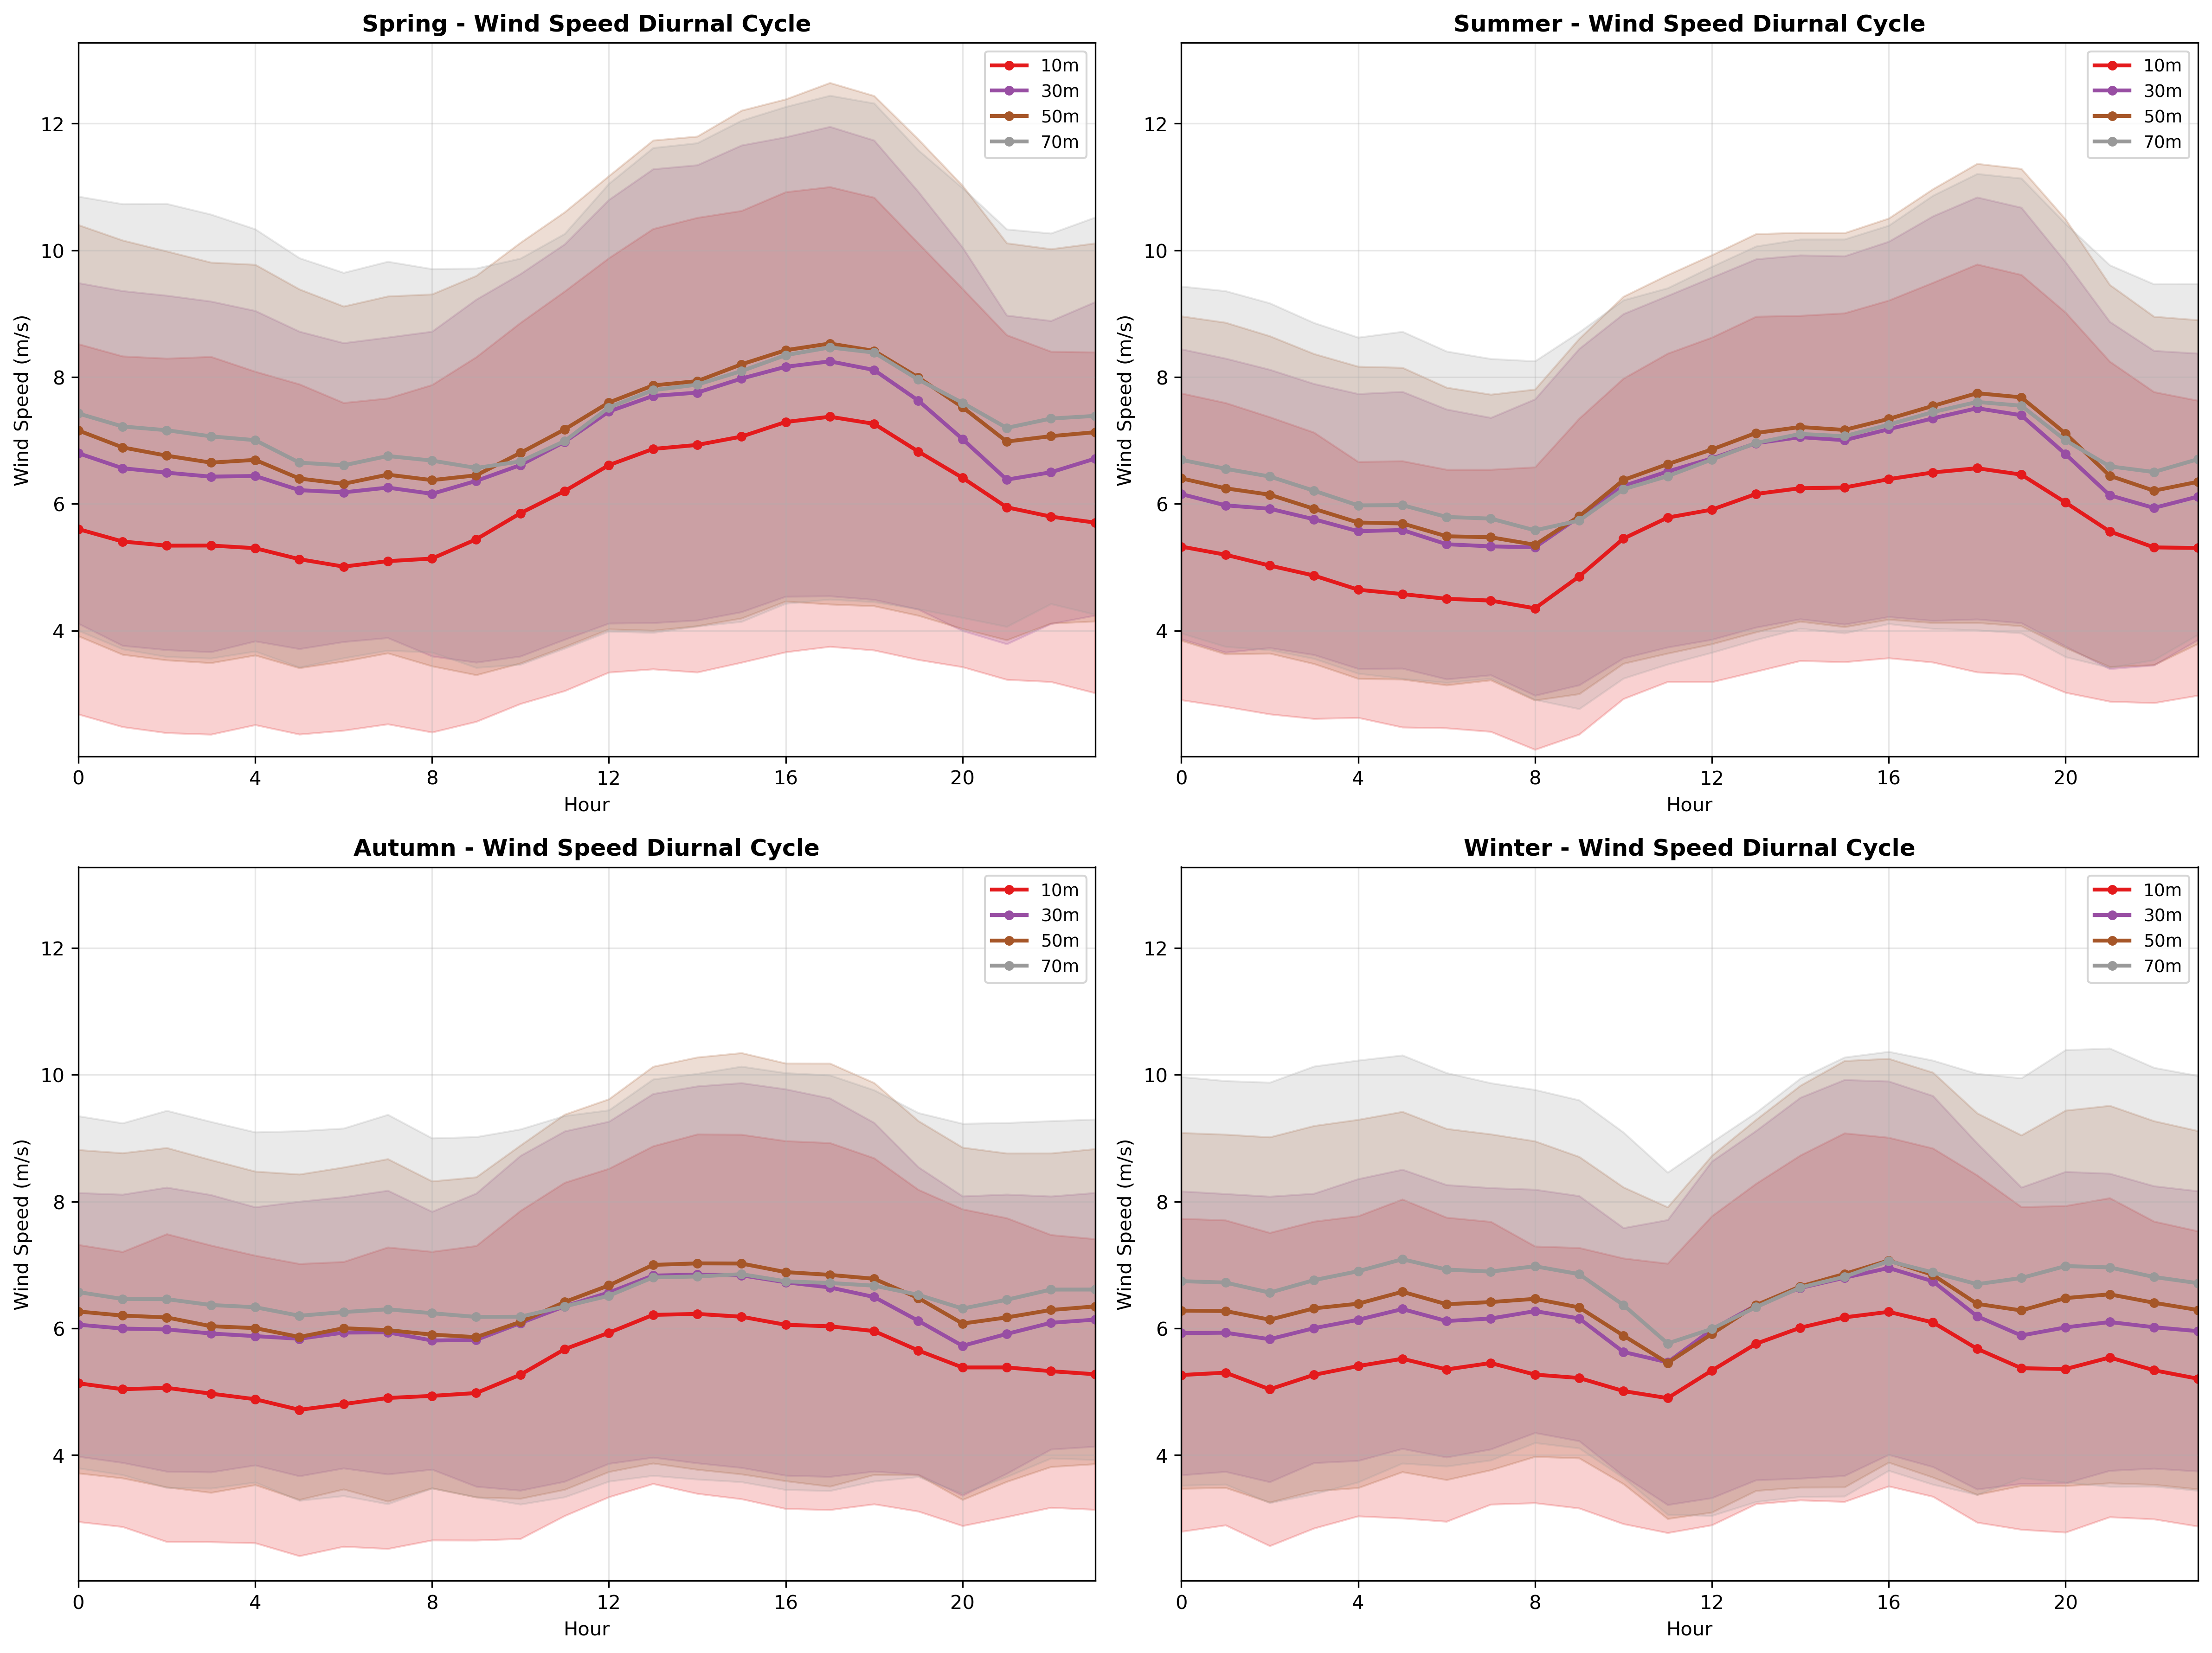 Spring - Wind Speed Diurnal Cycle
Wind Speed (m/s)
12
10
8
6
4
0 4 8 12 16 20
Hour
10m
30m
50m
70m
Summer - Wind Speed Diurnal Cycle
Wind Speed (m/s)
12
10
8
6
4
0 4 8 12 16 20
Hour
10m
30m
50m
70m
Autumn - Wind Speed Diurnal Cycle
Wind Speed (m/s)
12
10
8
6
4
0 4 8 12 16 20
Hour
10m
30m
50m
70m
Winter - Wind Speed Diurnal Cycle
Wind Speed (m/s)
12
10
8
6
4
0 4 8 12 16 20
Hour
10m
30m
50m
70m